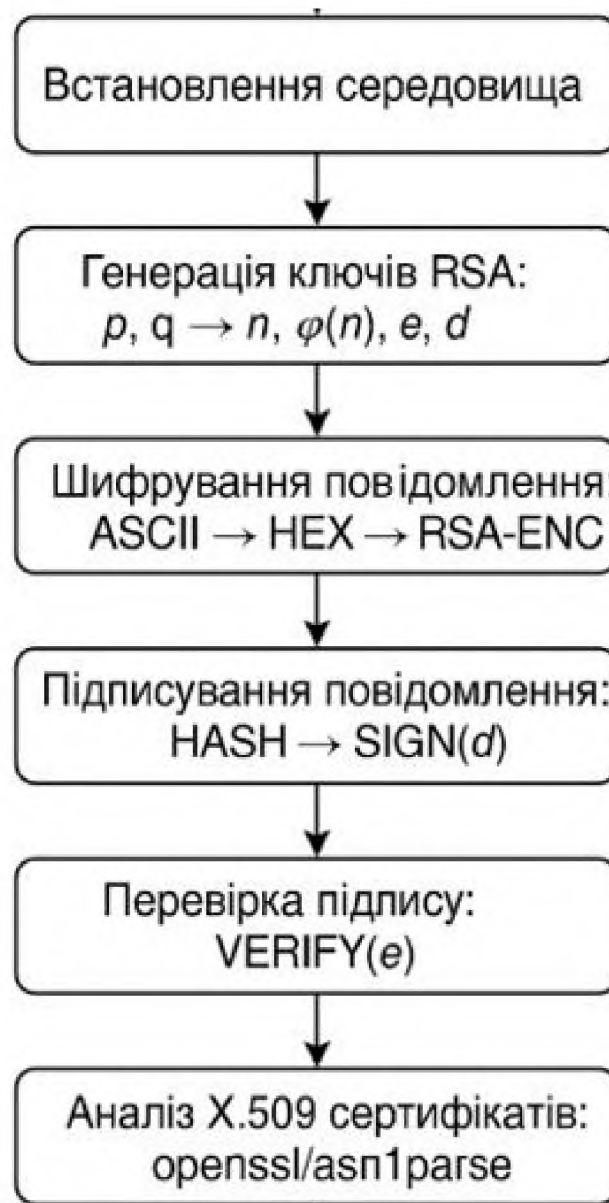 Встановлення середовища
Генерація ключів RSA:
p, q → n, φ(n), e, d
Шифрування повідомлення:
ASCII → HEX → RSA-ENC
Підписування повідомлення:
HASH → SIGN(d)
Перевірка підпису:
VERIFY(e)
Аналіз X.509 сертифікатів:
openssl/asn1parse